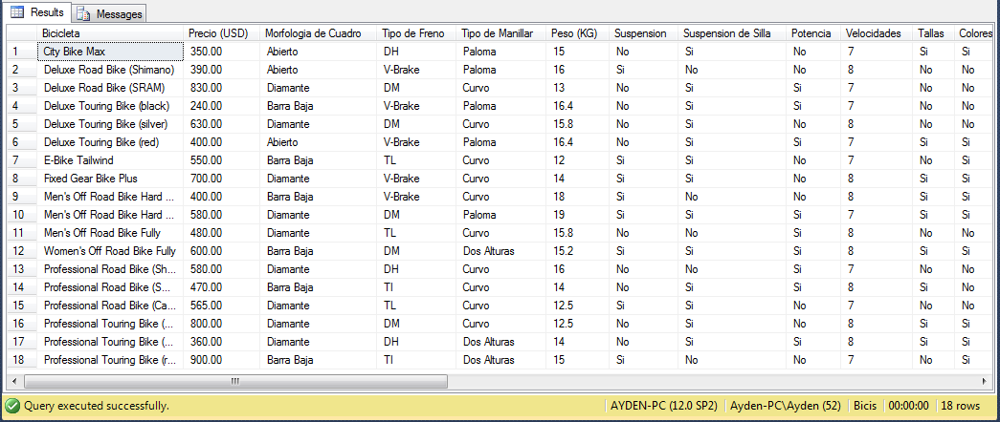 Results Messages
Bicicleta Precio (USD) Morfologia de Cuadro Tipo de Freno Tipo de Manillar Peso (KG) Suspension Suspension de Silla Potencia Velocidades Tallas Colores
1 City Bike Max 350.00 Abierto DH Paloma 15 No Si No 7 Si Si
2 Deluxe Road Bike (Shimano) 390.00 Abierto V-Brake Paloma 16 Si No No 8 No No
3 Deluxe Road Bike (SRAM) 830.00 Diamante DM Curvo 13 No Si Si 7 No No
4 Deluxe Touring Bike (black) 240.00 Barra Baja V-Brake Paloma 16.4 No Si Si 7 No Si
5 Deluxe Touring Bike (silver) 630.00 Diamante DM Curvo 15.8 No Si No 8 No Si
6 Deluxe Touring Bike (red) 400.00 Abierto V-Brake Paloma 16.4 No Si Si 7 No Si
7 E-Bike Tailwind 550.00 Barra Baja TL Curvo 12 Si Si No 7 Si Si
8 Fixed Gear Bike Plus 700.00 Diamante V-Brake Curvo 14 Si Si No 8 Si Si
9 Men's Off Road Bike Hard ... 400.00 Barra Baja V-Brake Curvo 18 Si No Si 8 Si No
10 Men's Off Road Bike Hard ... 580.00 Diamante DM Paloma 19 Si Si Si 7 Si Si
11 Men's Off Road Bike Fully 480.00 Diamante TL Curvo 15.8 No No Si 8 No No
12 Women's Off Road Bike Fully 600.00 Barra Baja DM Dos Alturas 15.2 Si Si Si 8 Si Si
13 Professional Road Bike (Sh... 580.00 Diamante DH Curvo 16 No No Si 7 No Si
14 Professional Road Bike (S... 470.00 Barra Baja TI Curvo 14 No Si No 8 Si No
15 Professional Road Bike (Ca... 565.00 Diamante TL Curvo 12.5 Si Si Si 7 No No
16 Professional Touring Bike (... 800.00 Diamante DM Curvo 12.5 No Si No 8 No Si
17 Professional Touring Bike (... 360.00 Diamante DH Dos Alturas 14 No Si Si 8 Si Si
18 Professional Touring Bike (r... 900.00 Barra Baja TI Dos Alturas 15 Si No No 7 No Si
Query executed successfully. AYDEN-PC (12.0 SP2) Ayden-PC\Ayden (52) Bicis 00:00:00 18 rows